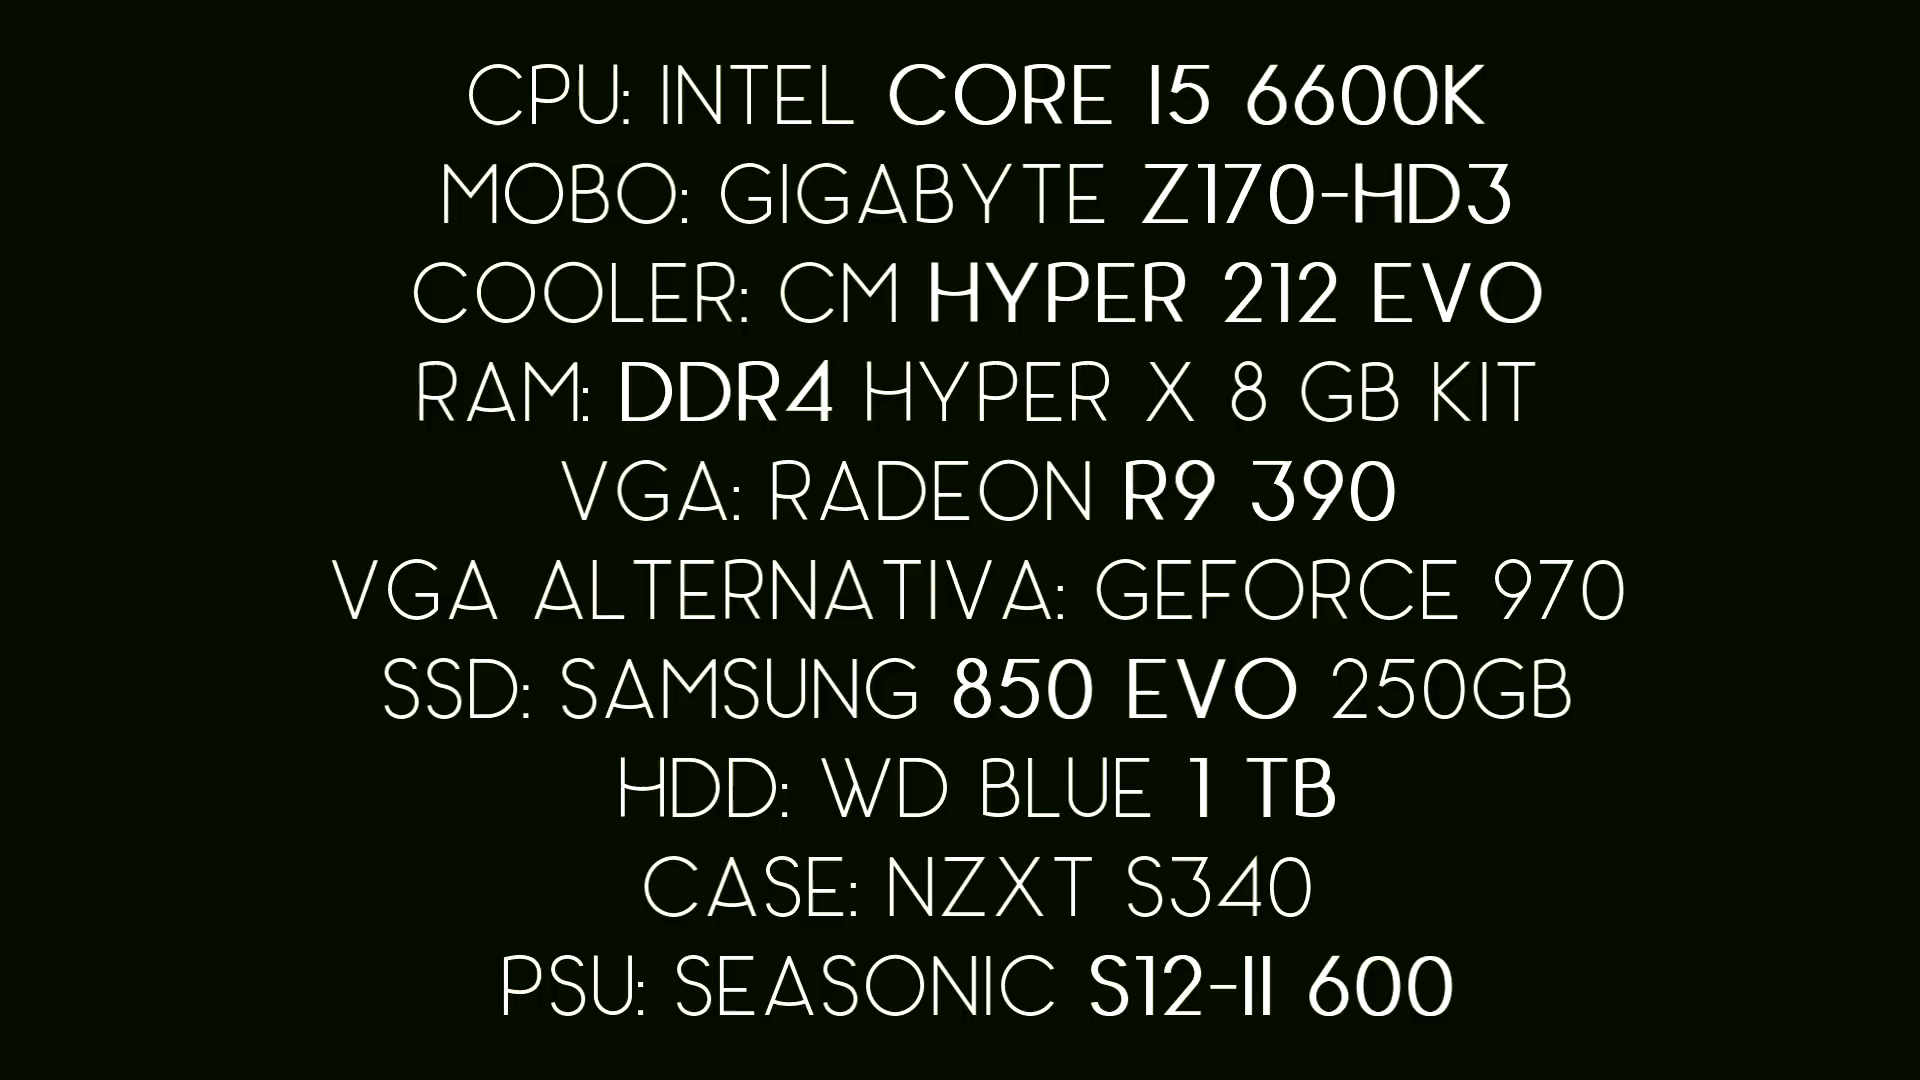 CPU: INTEL CORE I5 6600K
MOBO: GIGABYTE Z170-HD3
COOLER: CM HYPER 212 EVO
RAM: DDR4 HYPER X 8 GB KIT
VGA: RADEON R9 390
VGA ALTERNATIVA: GEFORCE 970
SSD: SAMSUNG 850 EVO 250GB
HDD: WD BLUE 1 TB
CASE: NZXT S340
PSU: SEASONIC S12-II 600